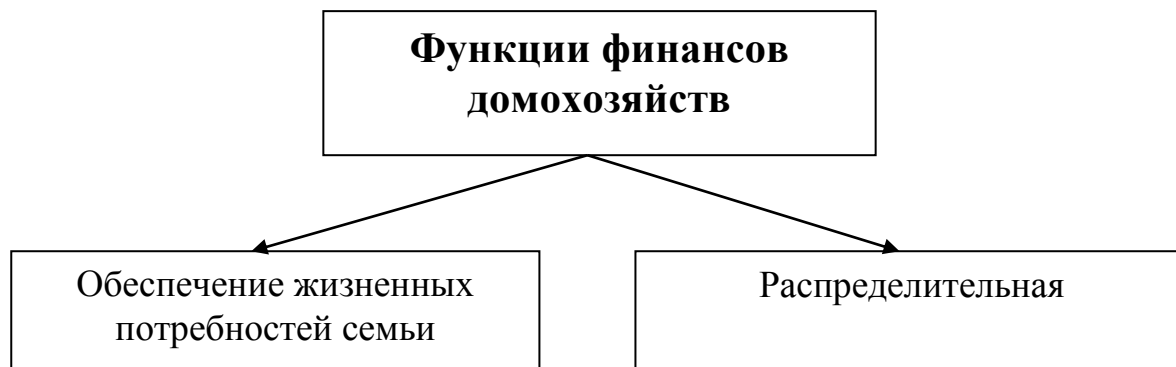 Функции финансов
домохозяйств
Обеспечение жизненных
потребностей семьи
Распределительная